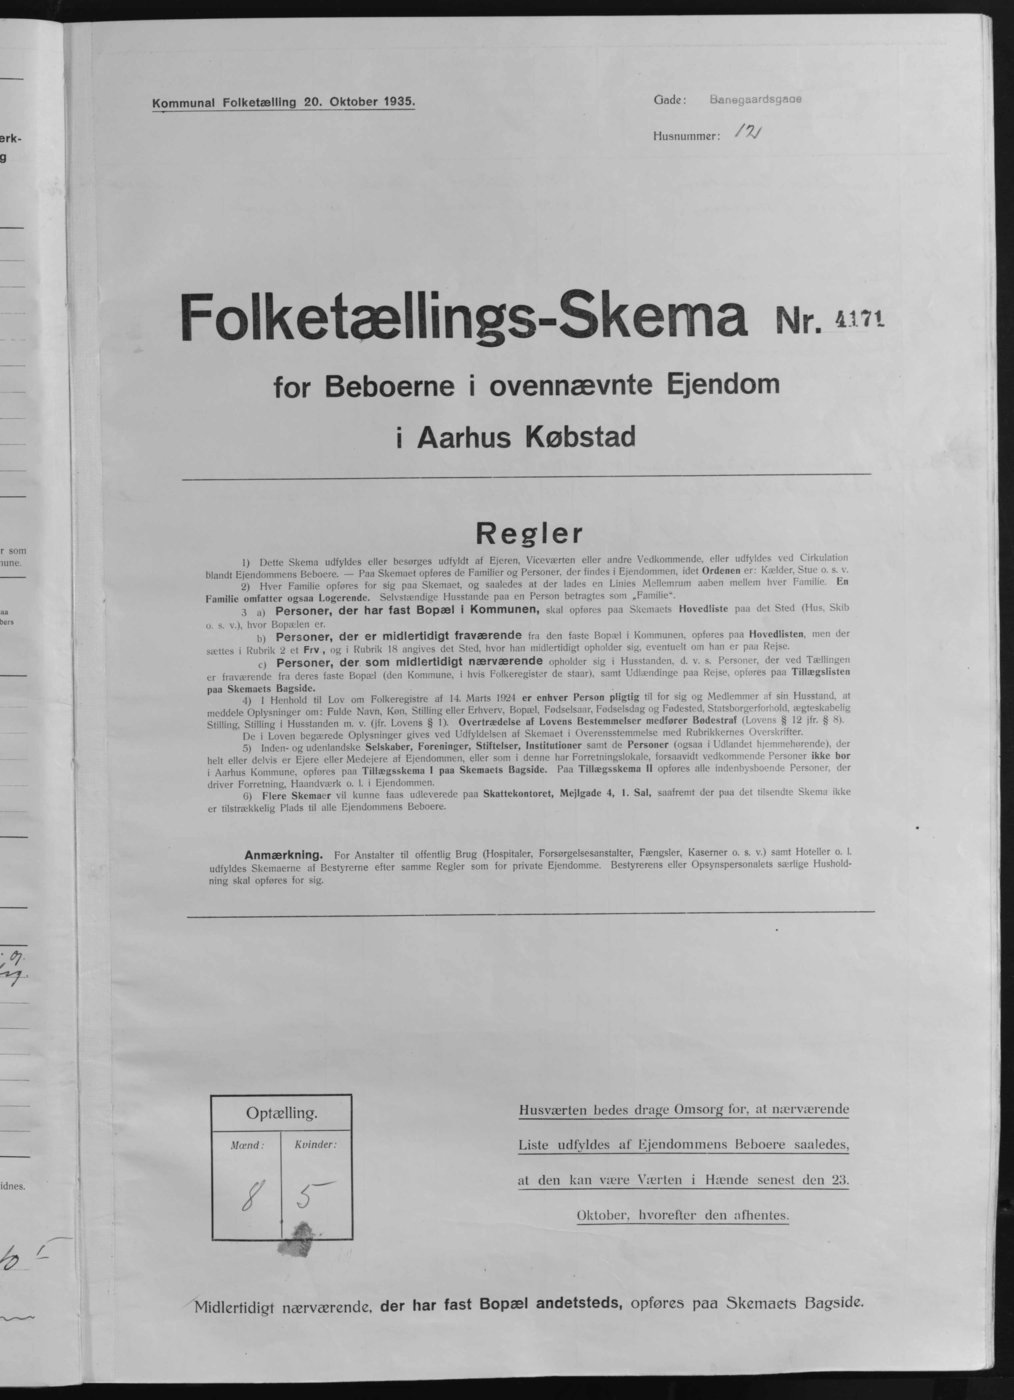 Kommunal Folketælling 20. Oktober 1935.
Gade: Banegaardsgade
Husnummer: 12
Folketællings-Skema Nr. 4171
for Beboerne i ovennævnte Ejendom
i Aarhus Købstad
Regler
1) Dette Skema udfyldes eller besørges udfyldt af Ejeren, Viceværten eller andre Vedkommende, eller udfyldes ved Cirkulation
blandt Ejendommens Beboere. — Paa Skemaet opføres de Familier og Personer, der findes i Ejendommen, idet Ordenen er: Kælder, Stue o. s. v.
2) Hver Familie opføres for sig paa Skemaet, og saaledes at der lades en Linies Mellemrum aaben mellem hver Familie. En
Familie omfatter ogsaa Logerende. Selvstændige Husstande paa en Person betragtes som „Familie“.
3 a) Personer, der har fast Bopæl i Kommunen, skal opføres paa Skemaets Hovedliste paa det Sted (Hus, Skib
o. s. v.), hvor Bopælen er.
b) Personer, der er midlertidigt fraværende fra den faste Bopæl i Kommunen, opføres paa Hovedlisten, men der
sættes i Rubrik 2 et Frv., og i Rubrik 18 angives det Sted, hvor han midlertidigt opholder sig, eventuelt om han er paa Rejse.
c) Personer, der som midlertidigt nærværende opholder sig i Husstanden, d. v. s. Personer, der ved Tællingen
er fraværende fra deres faste Bopæl (den Kommune, i hvis Folkeregister de staar), samt Udlændinge paa Rejse, opføres paa Tillægslisten
paa Skemaets Bagside.
4) I Henhold til Lov om Folkeregistre af 14. Marts 1924 er enhver Person pligtig til for sig og Medlemmer af sin Husstand, at
meddele Oplysninger om: Fulde Navn, Køn, Stilling eller Erhverv, Bopæl, Fødselsaar, Fødselsdag og Fødested, Statsborgerforhold, ægteskabelig
Stilling, Stilling i Husstanden m. v. (jfr. Lovens § 1). Overtrædelse af Lovens Bestemmelser medfører Bødestraf (Lovens § 12 jfr. § 8).
De i Loven begærede Oplysninger gives ved Udfyldelsen af Skemaet i Overensstemmelse med Rubrikkernes Overskrifter.
5) Inden- og udenlandske Selskaber, Foreninger, Stiftelser, Institutioner samt de Personer (ogsaa i Udlandet hjemmehørende), der
helt eller delvis er Ejere eller Medejere af Ejendommen, eller som i denne har Forretningslokale, forsaavidt vedkommende Personer ikke bor
i Aarhus Kommune, opføres paa Tillægsskema I paa Skemaets Bagside. Paa Tillægsskema II opføres alle indenbysboende Personer, der
driver Forretning, Haandværk o. l. i Ejendommen.
6) Flere Skemaer vil kunne faas udleverede paa Skattekontoret, Mejlgade 4, 1. Sal, saafremt der paa det tilsendte Skema ikke
er tilstrækkelig Plads til alle Ejendommens Beboere.
Anmærkning. For Anstalter til offentlig Brug (Hospitaler, Forsørgelsesanstalter, Fængsler, Kaserner o. s. v.) samt Hoteller o. l.
udfyldes Skemaerne af Bestyrerne efter samme Regler som for private Ejendomme. Bestyrerens eller Opsynspersonalets særlige Hushold-
ning skal opføres for sig.
Optælling.
Mænd: Kvinder:
8 5
Husværten bedes drage Omsorg for, at nærværende
Liste udfyldes af Ejendommens Beboere saaledes,
at den kan være Værten i Hænde senest den 23.
Oktober, hvorefter den afhentes.
Midlertidigt nærværende, der har fast Bopæl andetsteds, opføres paa Skemaets Bagside.